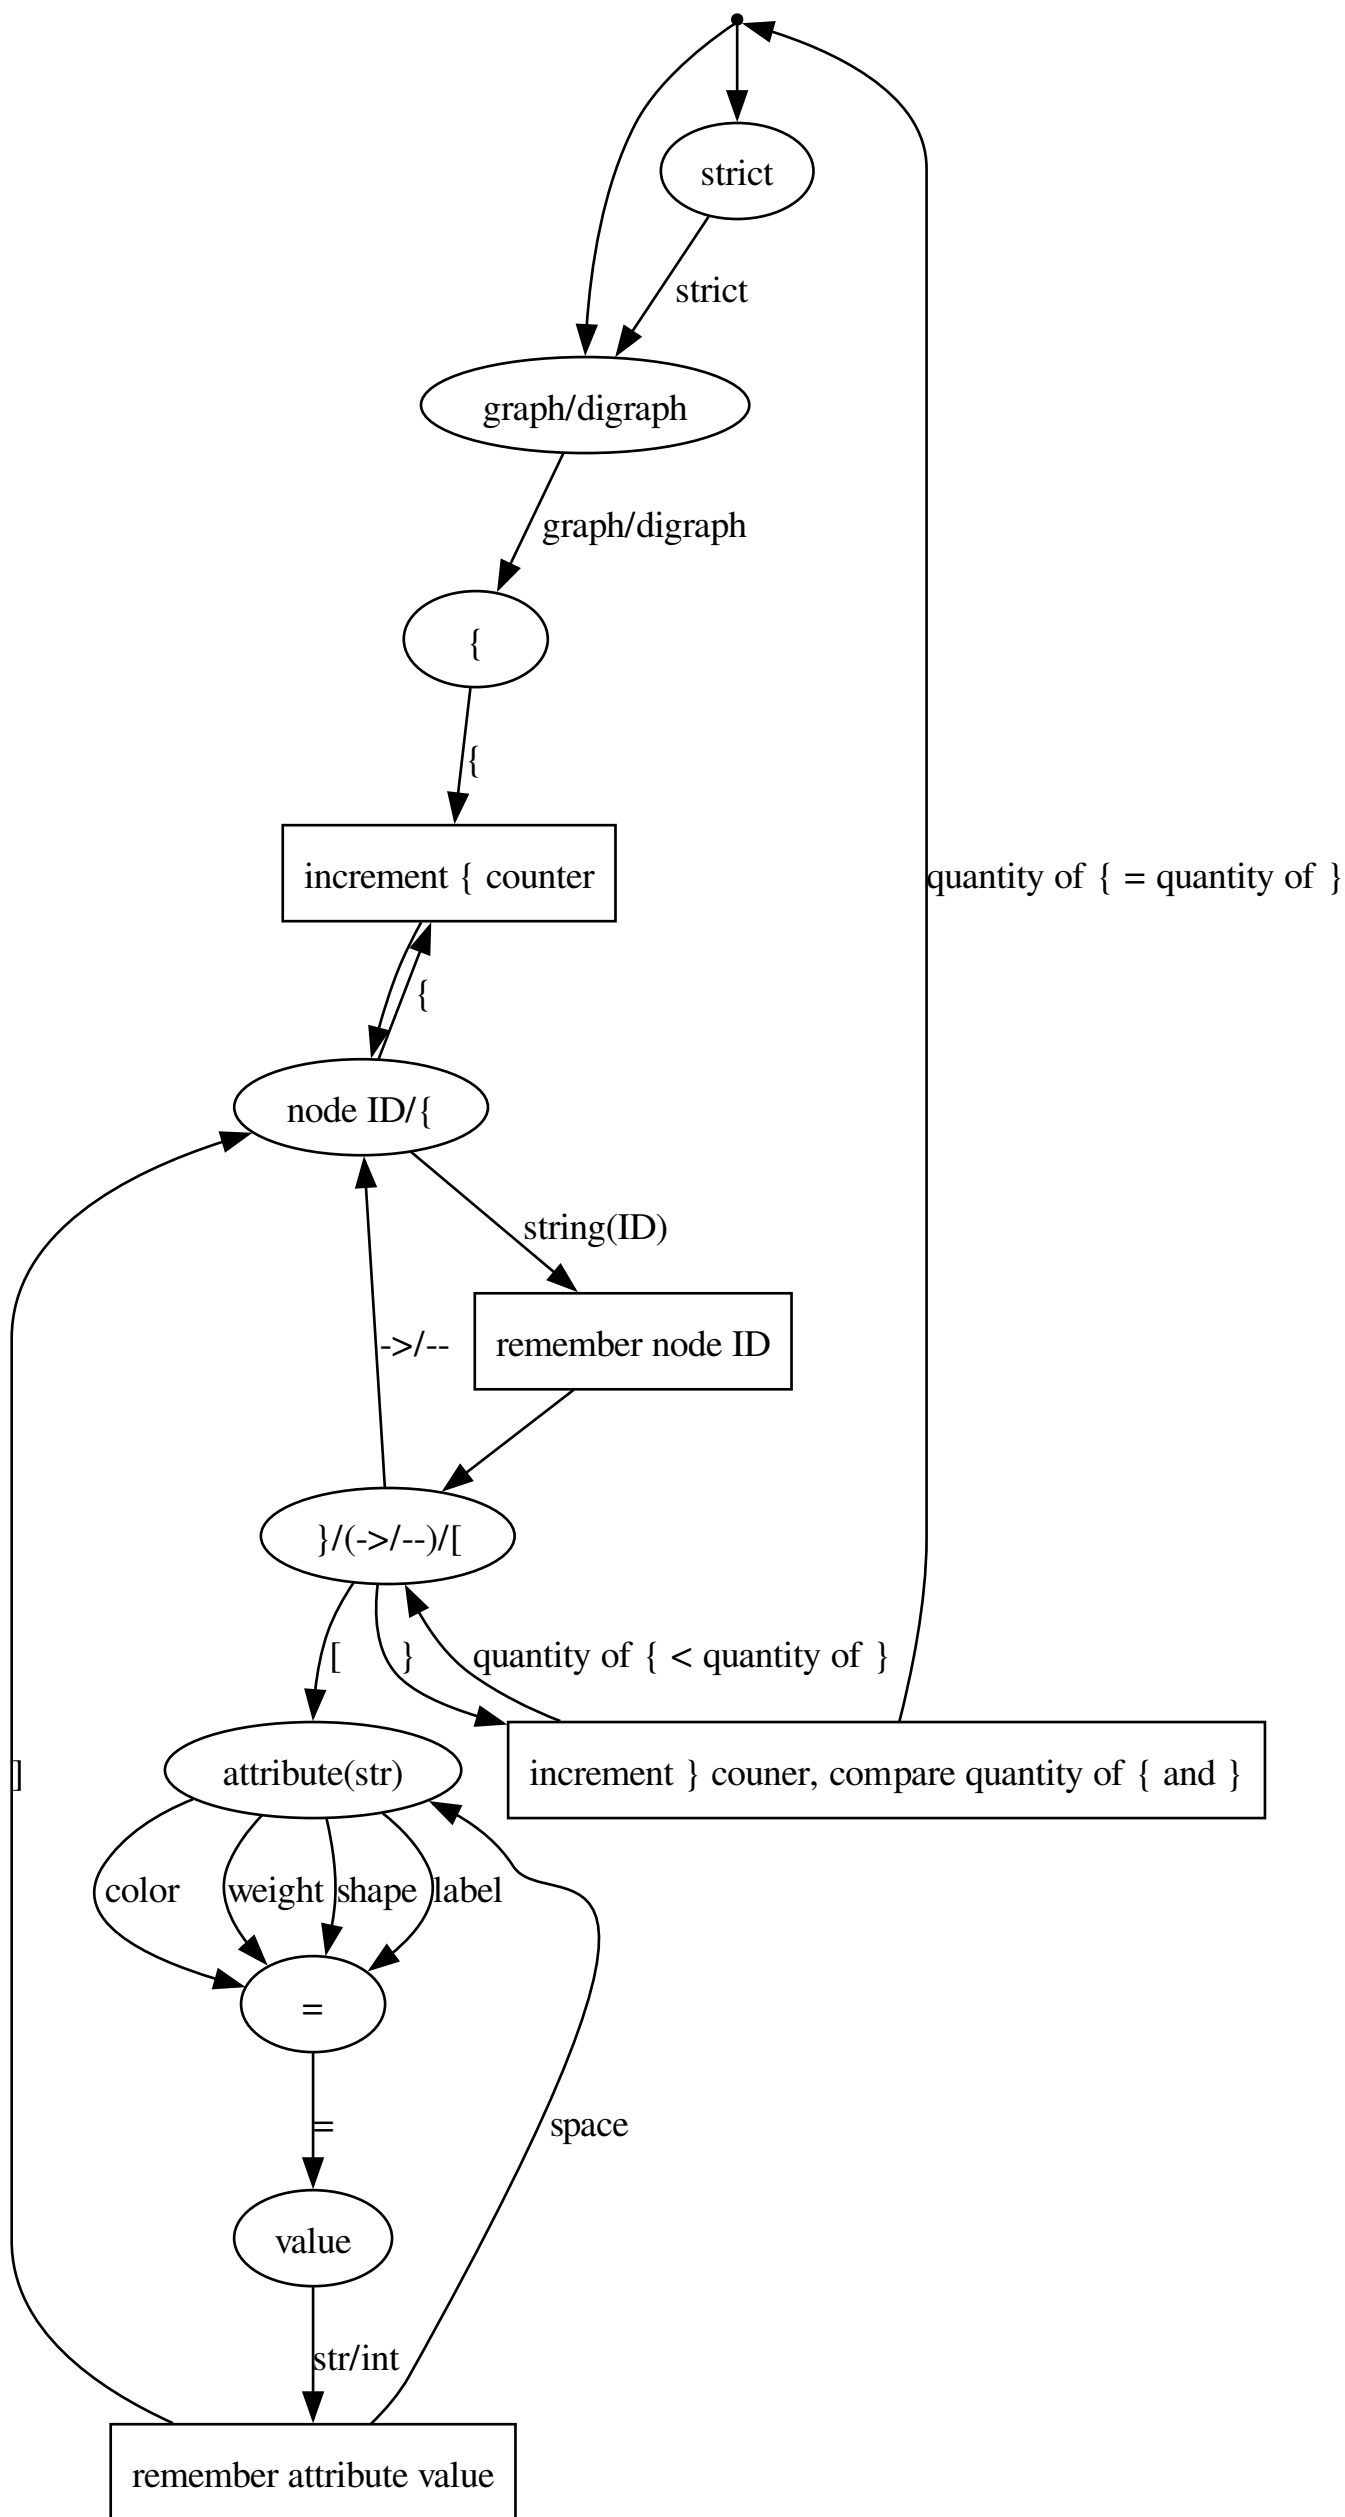 strict
strict
graph/digraph
graph/digraph
{
{
increment { counter
quantity of { = quantity of }
{
node ID/{
string(ID)
->/--
remember node ID
}/(->/--)/[
[
}
quantity of { < quantity of }
]
attribute(str)
increment } couner, compare quantity of { and }
color
weight
shape
label
=
=
space
value
str/int
remember attribute value